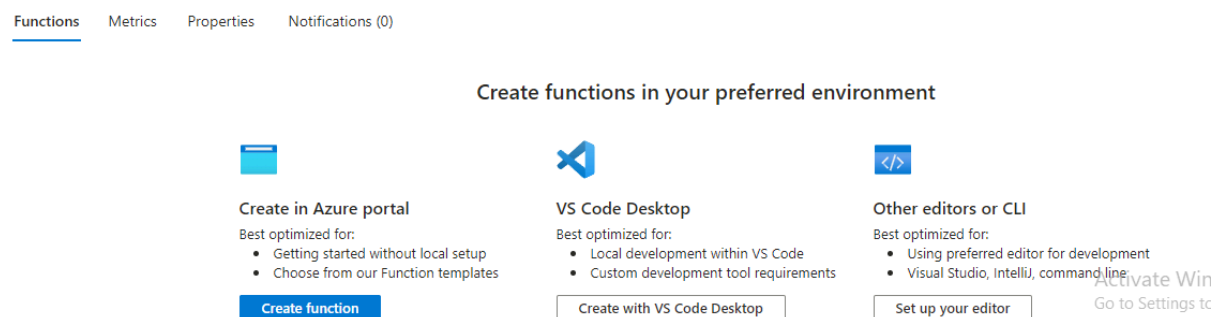 Functions Metrics Properties Notifications (0)
Create functions in your preferred environment
Create in Azure portal
Best optimized for:
• Getting started without local setup
• Choose from our Function templates
Create function
VS Code Desktop
Best optimized for:
• Local development within VS Code
• Custom development tool requirements
Create with VS Code Desktop
Other editors or CLI
Best optimized for:
• Using preferred editor for development
• Visual Studio, IntelliJ, command line
Set up your editor
Activate Win
Go to Settings to